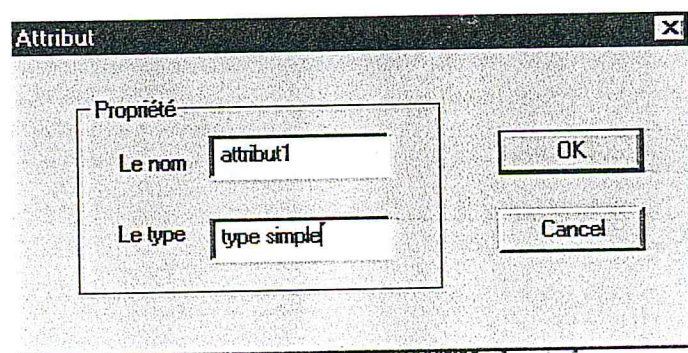 Attribut
Propriété
Le nom attribut1
OK
Le type type simple
Cancel